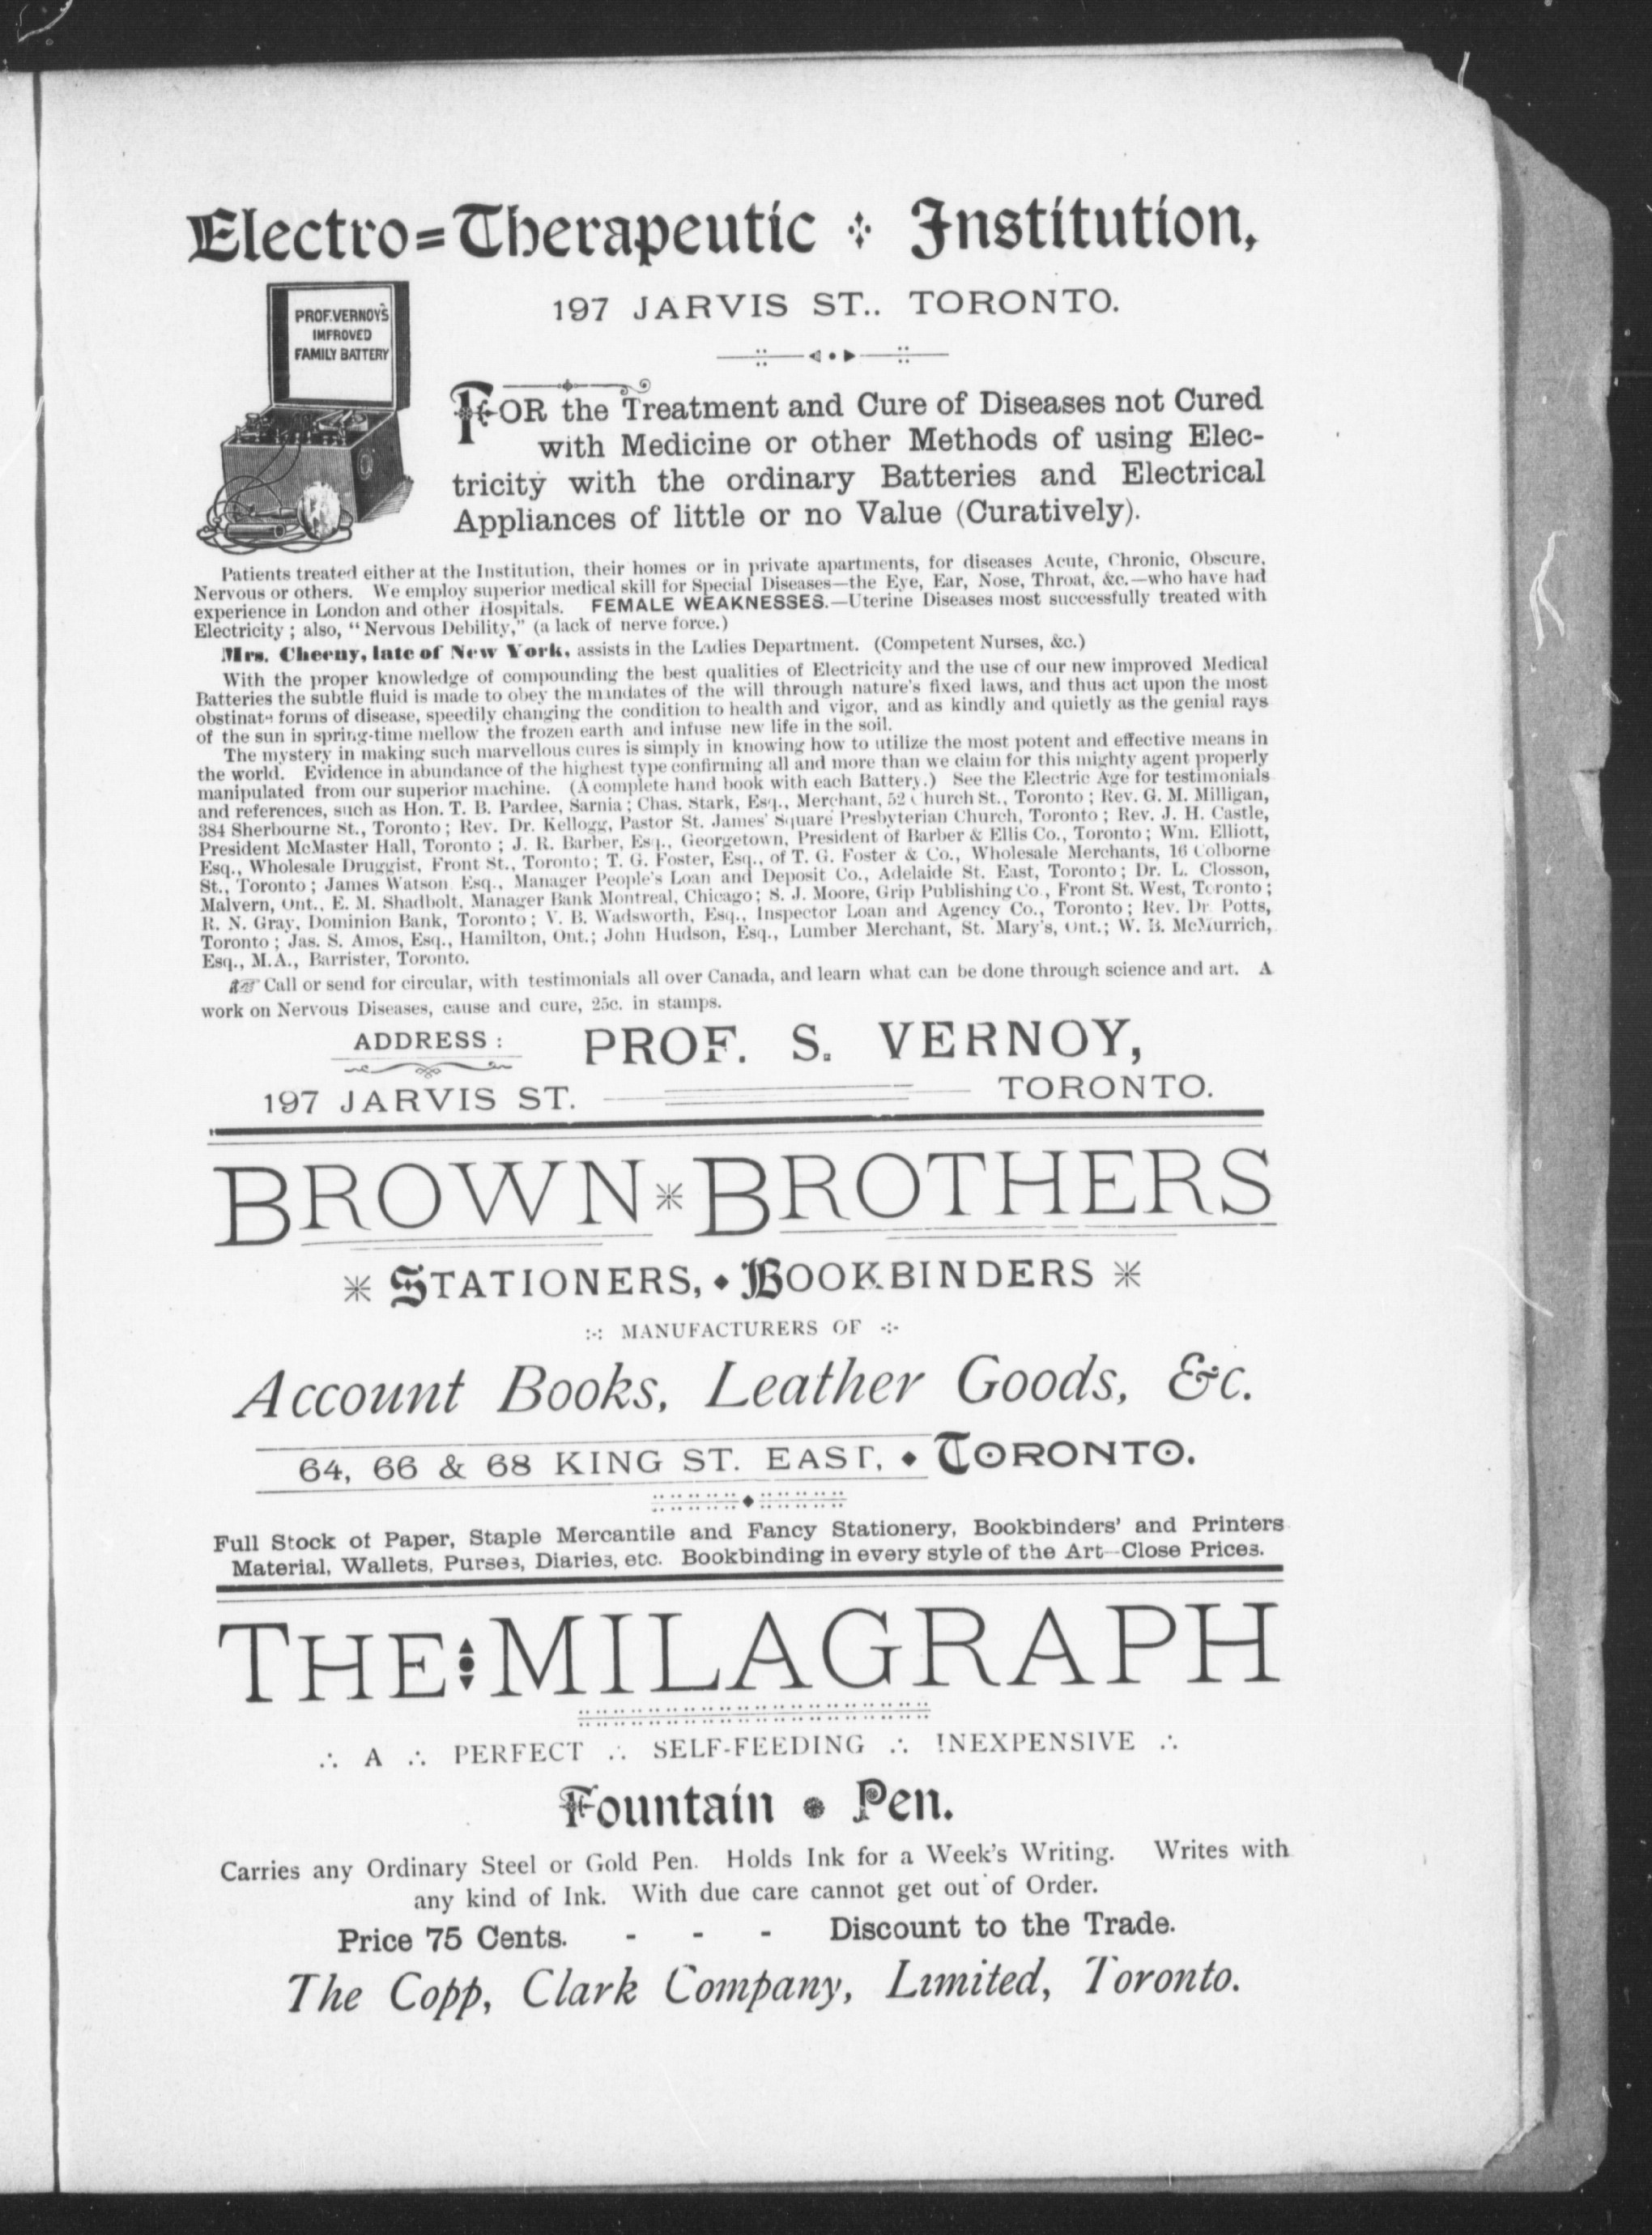 Electro=Therapeutic Institution,
197 JARVIS ST.. TORONTO.
PROF. VERNOY'S
IMPROVED
FAMILY BATTERY
FOR the Treatment and Cure of Diseases not Cured
with Medicine or other Methods of using Elec-
tricity with the ordinary Batteries and Electrical
Appliances of little or no Value (Curatively).
Patients treated either at the Institution, their homes or in private apartments, for diseases Acute, Chronic, Obscure,
Nervous or others. We employ superior medical skill for Special Diseases—the Eye, Ear, Nose, Throat, &c.—who have had
experience in London and other Hospitals. FEMALE WEAKNESSES.—Uterine Diseases most successfully treated with
Electricity ; also, "Nervous Debility," (a lack of nerve force.)
Mrs. Cheeny, late of New York, assists in the Ladies Department. (Competent Nurses, &c.)
With the proper knowledge of compounding the best qualities of Electricity and the use of our new improved Medical
Batteries the subtle fluid is made to obey the mandates of the will through nature's fixed laws, and thus act upon the most
obstinate forms of disease, speedily changing the condition to health and vigor, and as kindly and quietly as the genial rays
of the sun in spring-time mellow the frozen earth and infuse new life in the soil.
The mystery in making such marvellous cures is simply in knowing how to utilize the most potent and effective means in
the world. Evidence in abundance of the highest type confirming all and more than we claim for this mighty agent properly
manipulated from our superior machine. (A complete hand book with each Battery.) See the Electric Age for testimonials
and references, such as Hon. T. B. Pardee, Sarnia ; Chas. Stark, Esq., Merchant, 52 Church St., Toronto ; Rev. G. M. Milligan,
384 Sherbourne St., Toronto ; Rev. Dr. Kellogg, Pastor St. James' Square Presbyterian Church, Toronto ; Rev. J. H. Castle,
President McMaster Hall, Toronto ; J. R. Barber, Esq., Georgetown, President of Barber & Ellis Co., Toronto ; Wm. Elliott,
Esq., Wholesale Druggist, Front St., Toronto; T. G. Foster, Esq., of T. G. Foster & Co., Wholesale Merchants, 16 Colborne
St., Toronto ; James Watson Esq., Manager People's Loan and Deposit Co., Adelaide St. East, Toronto ; Dr. L. Closson,
Malvern, Ont., E. M. Shadbolt, Manager Bank Montreal, Chicago ; S. J. Moore, Grip Publishing Co., Front St. West, Toronto ;
R. N. Gray, Dominion Bank, Toronto ; V. B. Wadsworth, Esq., Inspector Loan and Agency Co., Toronto ; Rev. Dr Potts,
Toronto ; Jas. S. Amos, Esq., Hamilton, Ont.; John Hudson, Esq., Lumber Merchant, St. Mary's, Ont.; W. B. McMurrich,
Esq., M.A., Barrister, Toronto.
☞ Call or send for circular, with testimonials all over Canada, and learn what can be done through science and art. A
work on Nervous Diseases, cause and cure, 25c. in stamps.
ADDRESS : PROF. S. VERNOY,
197 JARVIS ST. TORONTO.
BROWN * BROTHERS
* STATIONERS, BOOKBINDERS *
MANUFACTURERS OF
Account Books, Leather Goods, &c.
64, 66 & 68 KING ST. EAST, TORONTO.
Full Stock of Paper, Staple Mercantile and Fancy Stationery, Bookbinders' and Printers
Material, Wallets, Purses, Diaries, etc. Bookbinding in every style of the Art—Close Prices.
THE MILAGRAPH
∴ A ∴ PERFECT ∴ SELF-FEEDING ∴ INEXPENSIVE ∴
Fountain Pen.
Carries any Ordinary Steel or Gold Pen. Holds Ink for a Week's Writing. Writes with
any kind of Ink. With due care cannot get out of Order.
Price 75 Cents. - - - Discount to the Trade.
The Copp, Clark Company, Limited, Toronto.